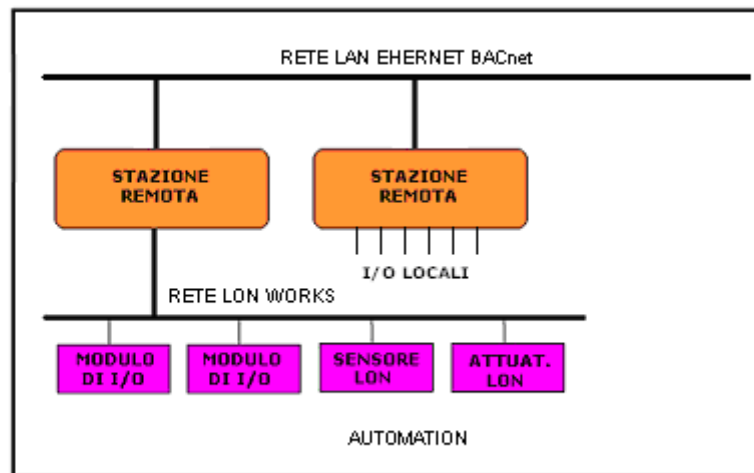 RETE LAN EHERNET BACnet
STAZIONE
REMOTA
STAZIONE
REMOTA
I/O LOCALI
RETE LON WORKS
MODULO
DI I/O
MODULO
DI I/O
SENSORE
LON
ATTUAT.
LON
AUTOMATION